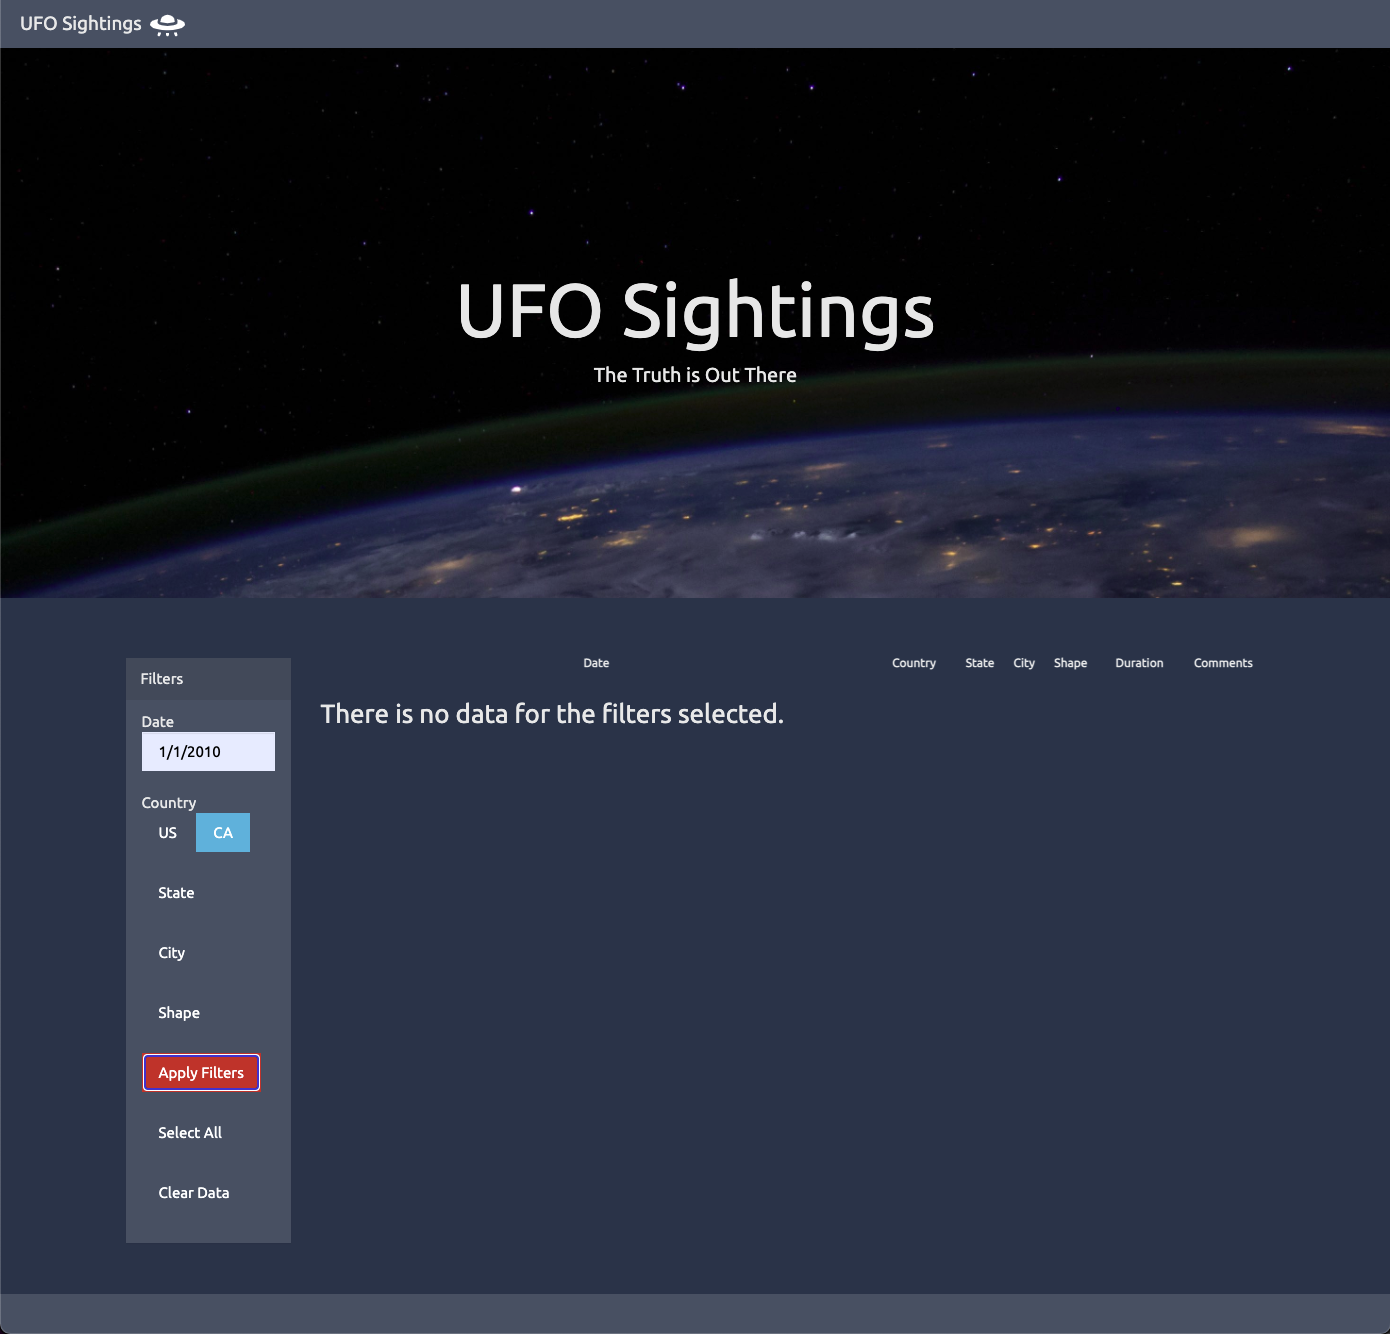 UFO Sightings
UFO Sightings
The Truth is Out There
Filters
Date
1/1/2010
Country
US CA
State
City
Shape
Apply Filters
Select All
Clear Data
Date Country State City Shape Duration Comments
There is no data for the filters selected.